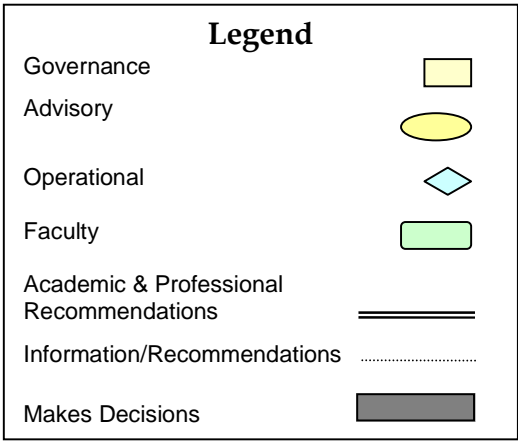 Legend
Governance
Advisory
Operational
Faculty
Academic & Professional
Recommendations
Information/Recommendations
Makes Decisions